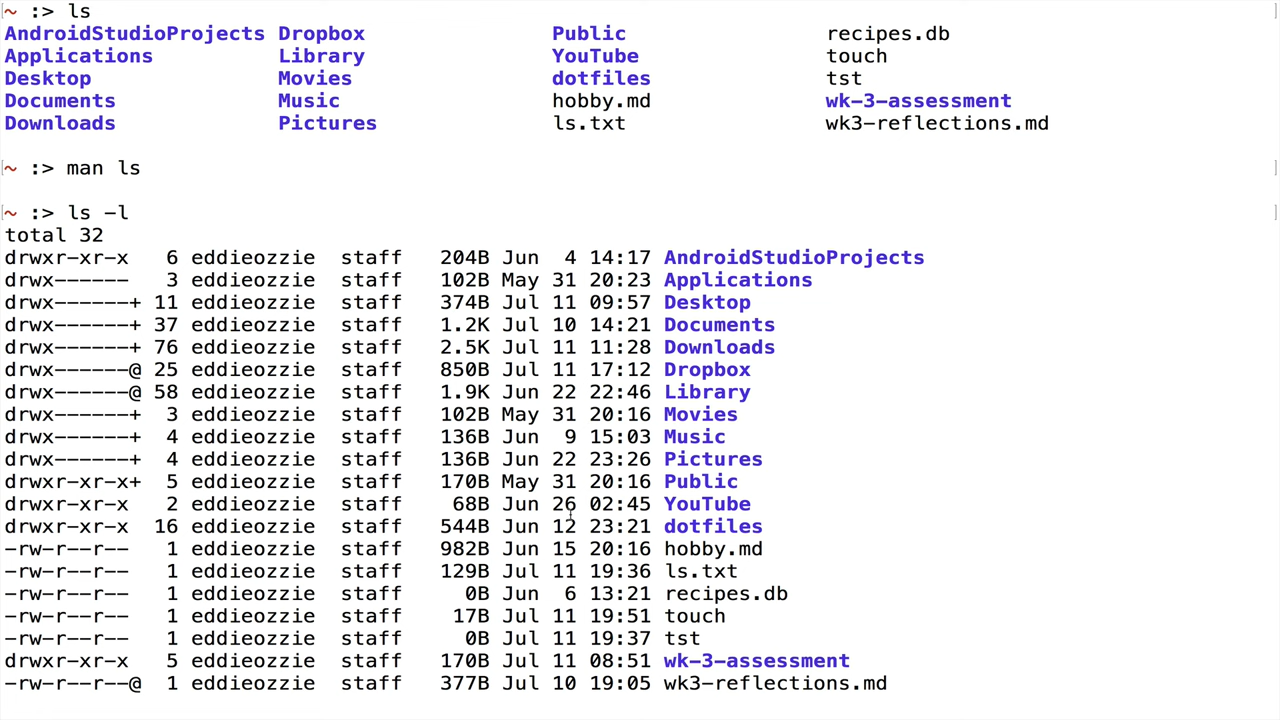 ~ :> ls
AndroidStudioProjects Dropbox Public recipes.db
Applications Library YouTube touch
Desktop Movies dotfiles tst
Documents Music hobby.md wk-3-assessment
Downloads Pictures ls.txt wk3-reflections.md
[~ :> man ls ]
[~ :> ls -l ]
total 32
drwxr-xr-x 6 eddieozzie staff 204B Jun 4 14:17 AndroidStudioProjects
drwx------ 3 eddieozzie staff 102B May 31 20:23 Applications
drwx------+ 11 eddieozzie staff 374B Jul 11 09:57 Desktop
drwx------+ 37 eddieozzie staff 1.2K Jul 10 14:21 Documents
drwx------+ 76 eddieozzie staff 2.5K Jul 11 11:28 Downloads
drwx------@ 25 eddieozzie staff 850B Jul 11 17:12 Dropbox
drwx------@ 58 eddieozzie staff 1.9K Jun 22 22:46 Library
drwx------+ 3 eddieozzie staff 102B May 31 20:16 Movies
drwx------+ 4 eddieozzie staff 136B Jun 9 15:03 Music
drwx------+ 4 eddieozzie staff 136B Jun 22 23:26 Pictures
drwxr-xr-x+ 5 eddieozzie staff 170B May 31 20:16 Public
drwxr-xr-x 2 eddieozzie staff 68B Jun 26 02:45 YouTube
drwxr-xr-x 16 eddieozzie staff 544B Jun 12 23:21 dotfiles
-rw-r--r-- 1 eddieozzie staff 982B Jun 15 20:16 hobby.md
-rw-r--r-- 1 eddieozzie staff 129B Jul 11 19:36 ls.txt
-rw-r--r-- 1 eddieozzie staff 0B Jun 6 13:21 recipes.db
-rw-r--r-- 1 eddieozzie staff 17B Jul 11 19:51 touch
-rw-r--r-- 1 eddieozzie staff 0B Jul 11 19:37 tst
drwxr-xr-x 5 eddieozzie staff 170B Jul 11 08:51 wk-3-assessment
-rw-r--r--@ 1 eddieozzie staff 377B Jul 10 19:05 wk3-reflections.md